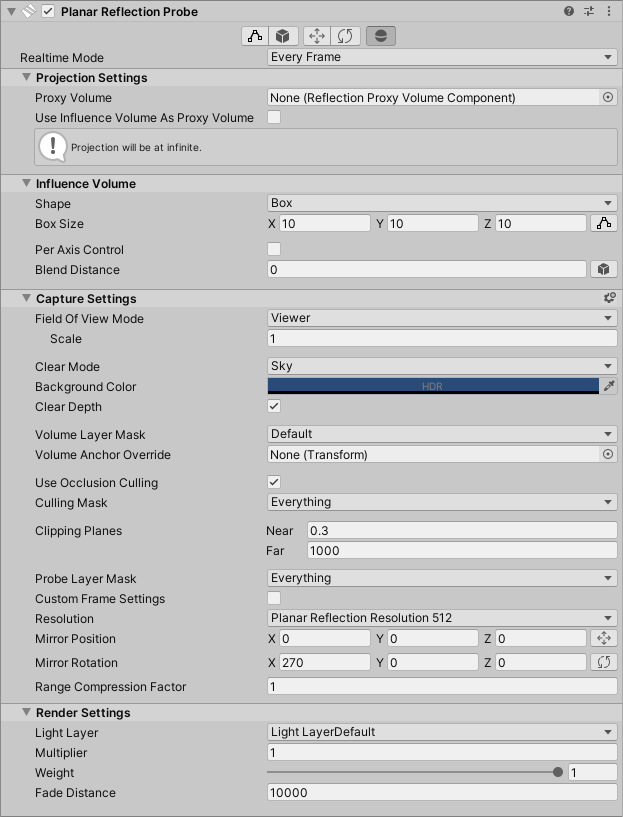 Planar Reflection Probe
Realtime Mode Every Frame
Projection Settings
Proxy Volume None (Reflection Proxy Volume Component)
Use Influence Volume As Proxy Volume
! Projection will be at infinite.
Influence Volume
Shape Box
Box Size X 10 Y 10 Z 10
Per Axis Control
Blend Distance 0
Capture Settings
Field Of View Mode Viewer
Scale 1
Clear Mode Sky
Background Color HDR
Clear Depth
Volume Layer Mask Default
Volume Anchor Override None (Transform)
Use Occlusion Culling
Culling Mask Everything
Clipping Planes Near 0.3
Far 1000
Probe Layer Mask Everything
Custom Frame Settings
Resolution Planar Reflection Resolution 512
Mirror Position X 0 Y 0 Z 0
Mirror Rotation X 270 Y 0 Z 0
Range Compression Factor 1
Render Settings
Light Layer Light LayerDefault
Multiplier 1
Weight 1
Fade Distance 10000